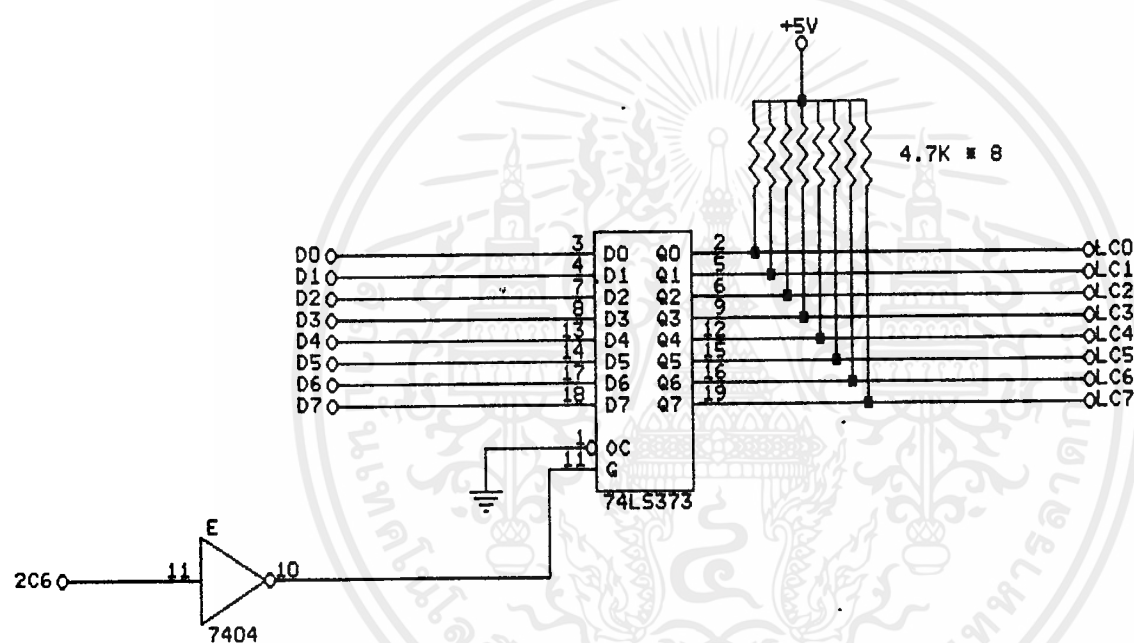 +5V
4.7K * 8
D0 3 D0 Q0 2 LC0
D1 4 D1 Q1 5 LC1
D2 7 D2 Q2 6 LC2
D3 8 D3 Q3 9 LC3
D4 13 D4 Q4 12 LC4
D5 14 D5 Q5 15 LC5
D6 17 D6 Q6 16 LC6
D7 18 D7 Q7 19 LC7
1 OC
11 G
74LS373
E
2C6 11 10
7404